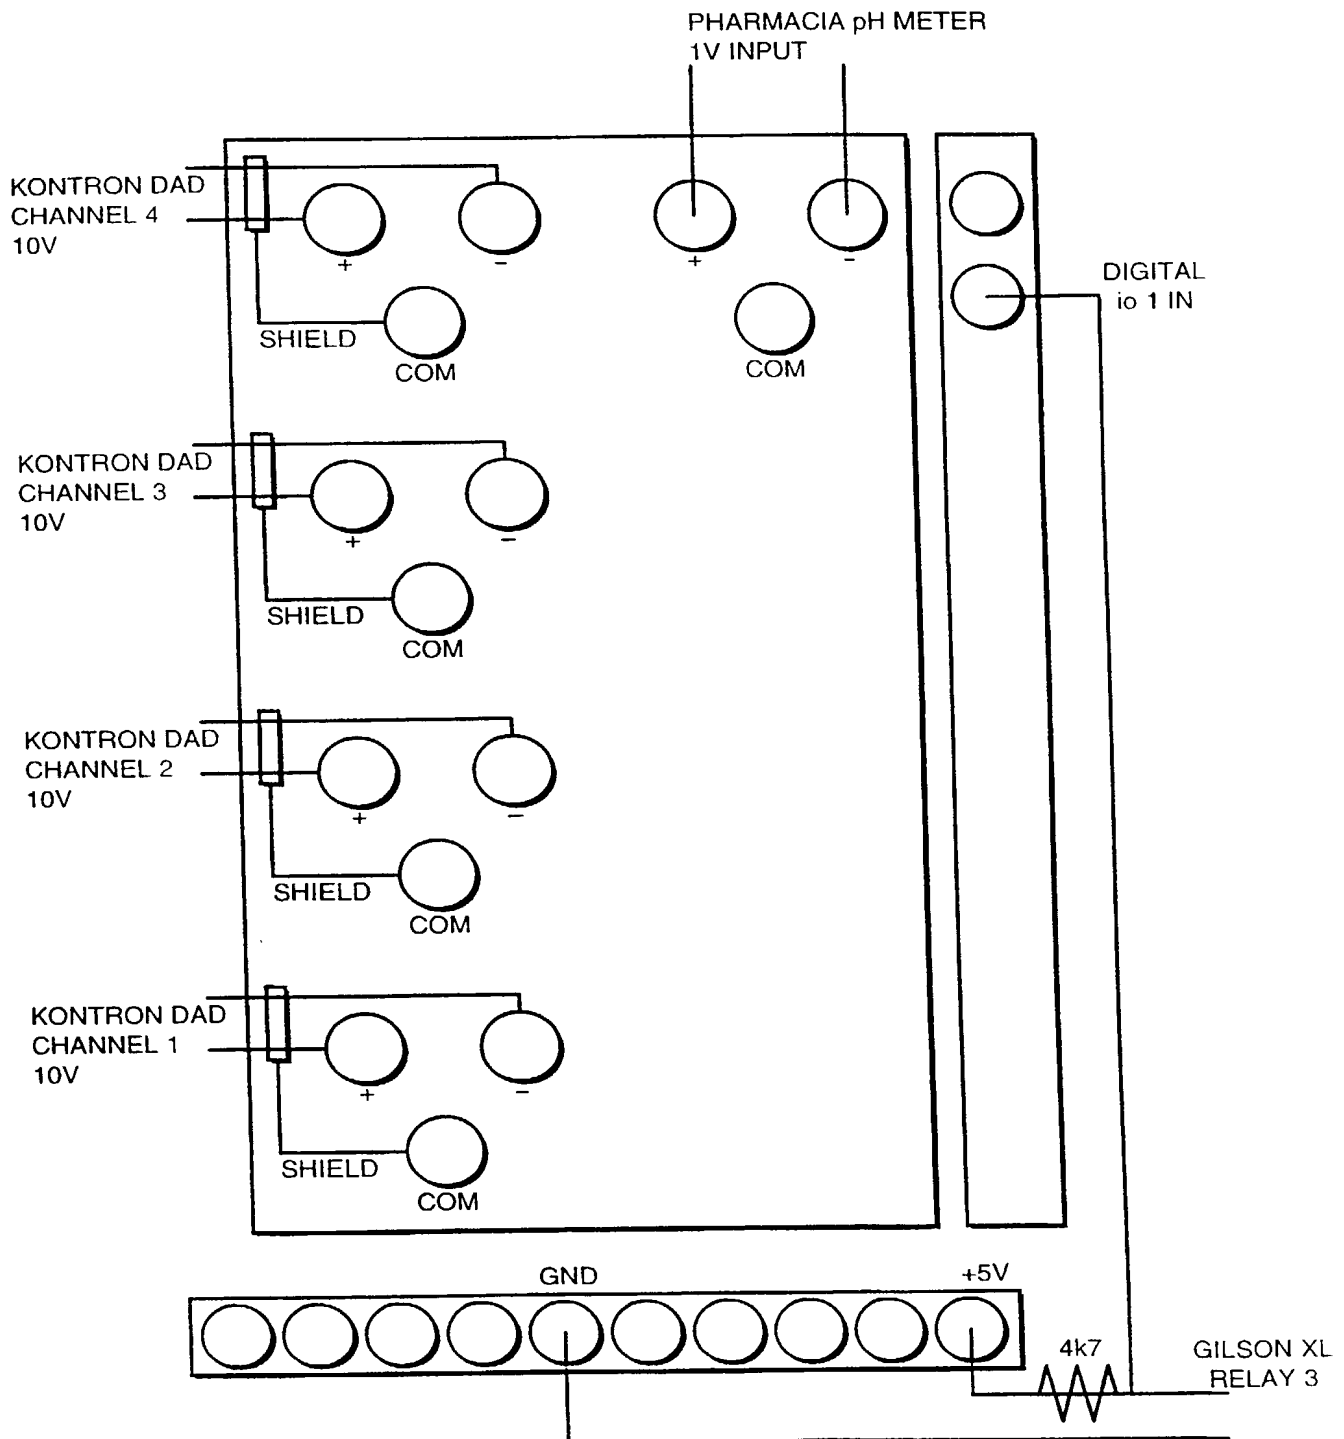 PHARMACIA pH METER
1V INPUT
KONTRON DAD
CHANNEL 4
10V
+
−
+
−
DIGITAL
io 1 IN
SHIELD
COM
COM
KONTRON DAD
CHANNEL 3
10V
+
−
SHIELD
COM
KONTRON DAD
CHANNEL 2
10V
+
−
SHIELD
COM
KONTRON DAD
CHANNEL 1
10V
+
−
SHIELD
COM
GND
+5V
4k7
GILSON XL
RELAY 3